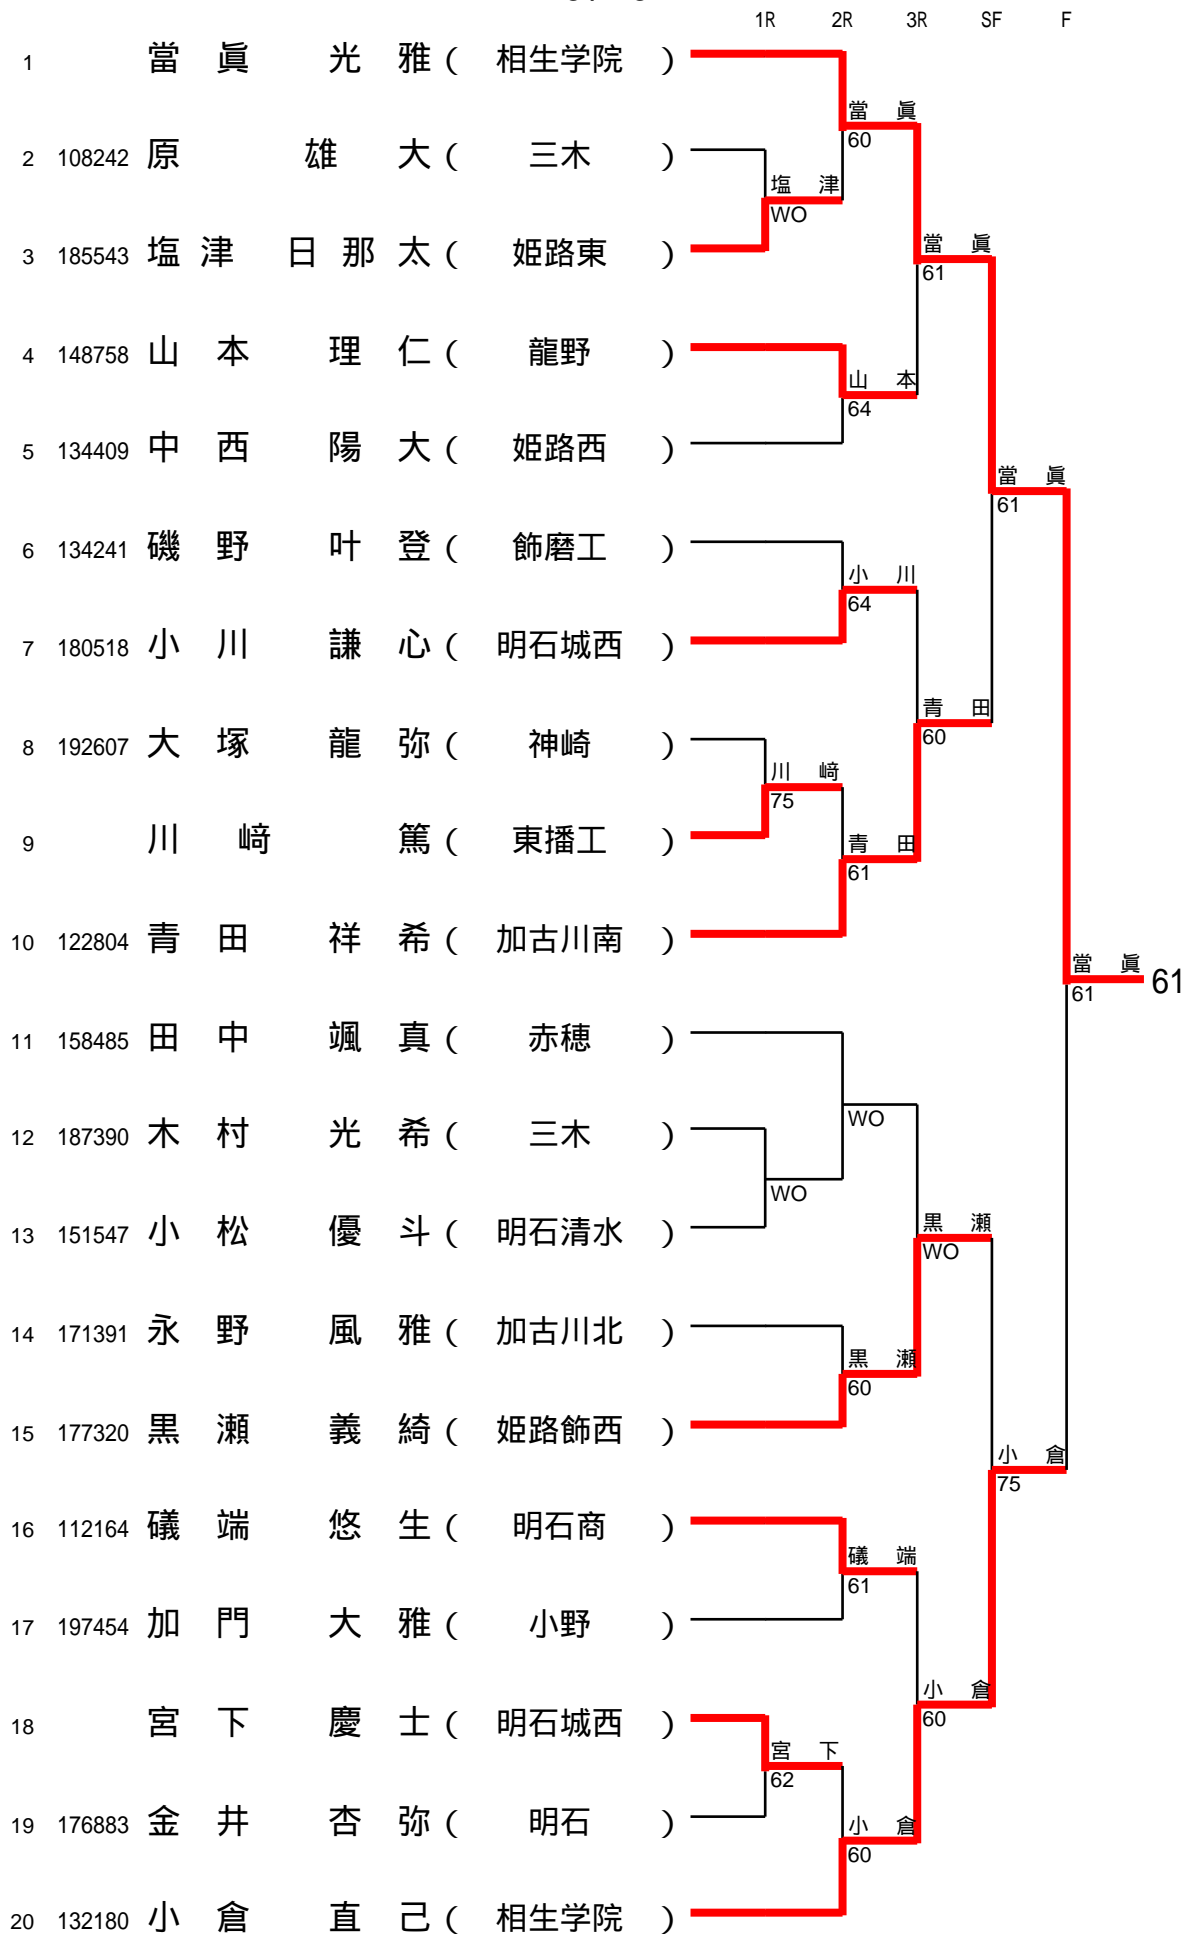 1R 2R 3R SF F
1 當眞 光雅 ( 相生学院 )
當眞
60
2 108242 原 雄大 ( 三木 )
塩津
WO
3 185543 塩津 日那太 ( 姫路東 )
當眞
61
4 148758 山本 理仁 ( 龍野 )
山本
64
5 134409 中西 陽大 ( 姫路西 )
當眞
61
6 134241 磯野 叶登 ( 飾磨工 )
小川
64
7 180518 小川 謙心 ( 明石城西 )
青田
60
8 192607 大塚 龍弥 ( 神崎 )
川﨑
75
9 川﨑 篤 ( 東播工 )
青田
61
10 122804 青田 祥希 ( 加古川南 )
當眞
61 61
11 158485 田中 颯真 ( 赤穂 )
WO
12 187390 木村 光希 ( 三木 )
WO
13 151547 小松 優斗 ( 明石清水 )
黒瀬
WO
14 171391 永野 風雅 ( 加古川北 )
黒瀬
60
15 177320 黒瀬 義綺 ( 姫路飾西 )
小倉
75
16 112164 礒端 悠生 ( 明石商 )
礒端
61
17 197454 加門 大雅 ( 小野 )
小倉
60
18 宮下 慶士 ( 明石城西 )
宮下
62
19 176883 金井 杏弥 ( 明石 )
小倉
60
20 132180 小倉 直己 ( 相生学院 )